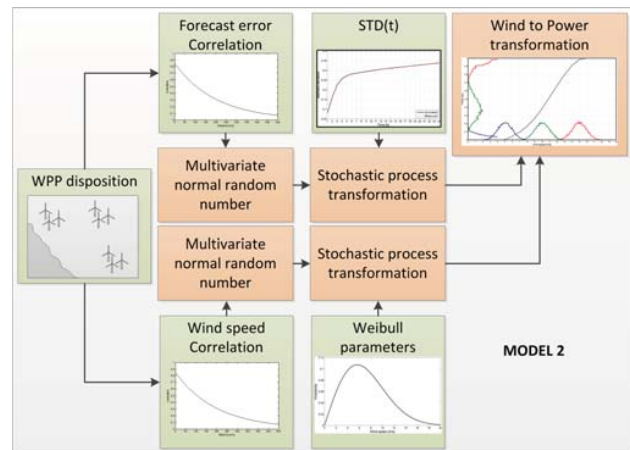 Forecast error
Correlation
STD(t)
Wind to Power
transformation
WPP disposition
Multivariate
normal random
number
Stochastic process
transformation
Multivariate
normal random
number
Stochastic process
transformation
Wind speed
Correlation
Weibull
parameters
MODEL 2